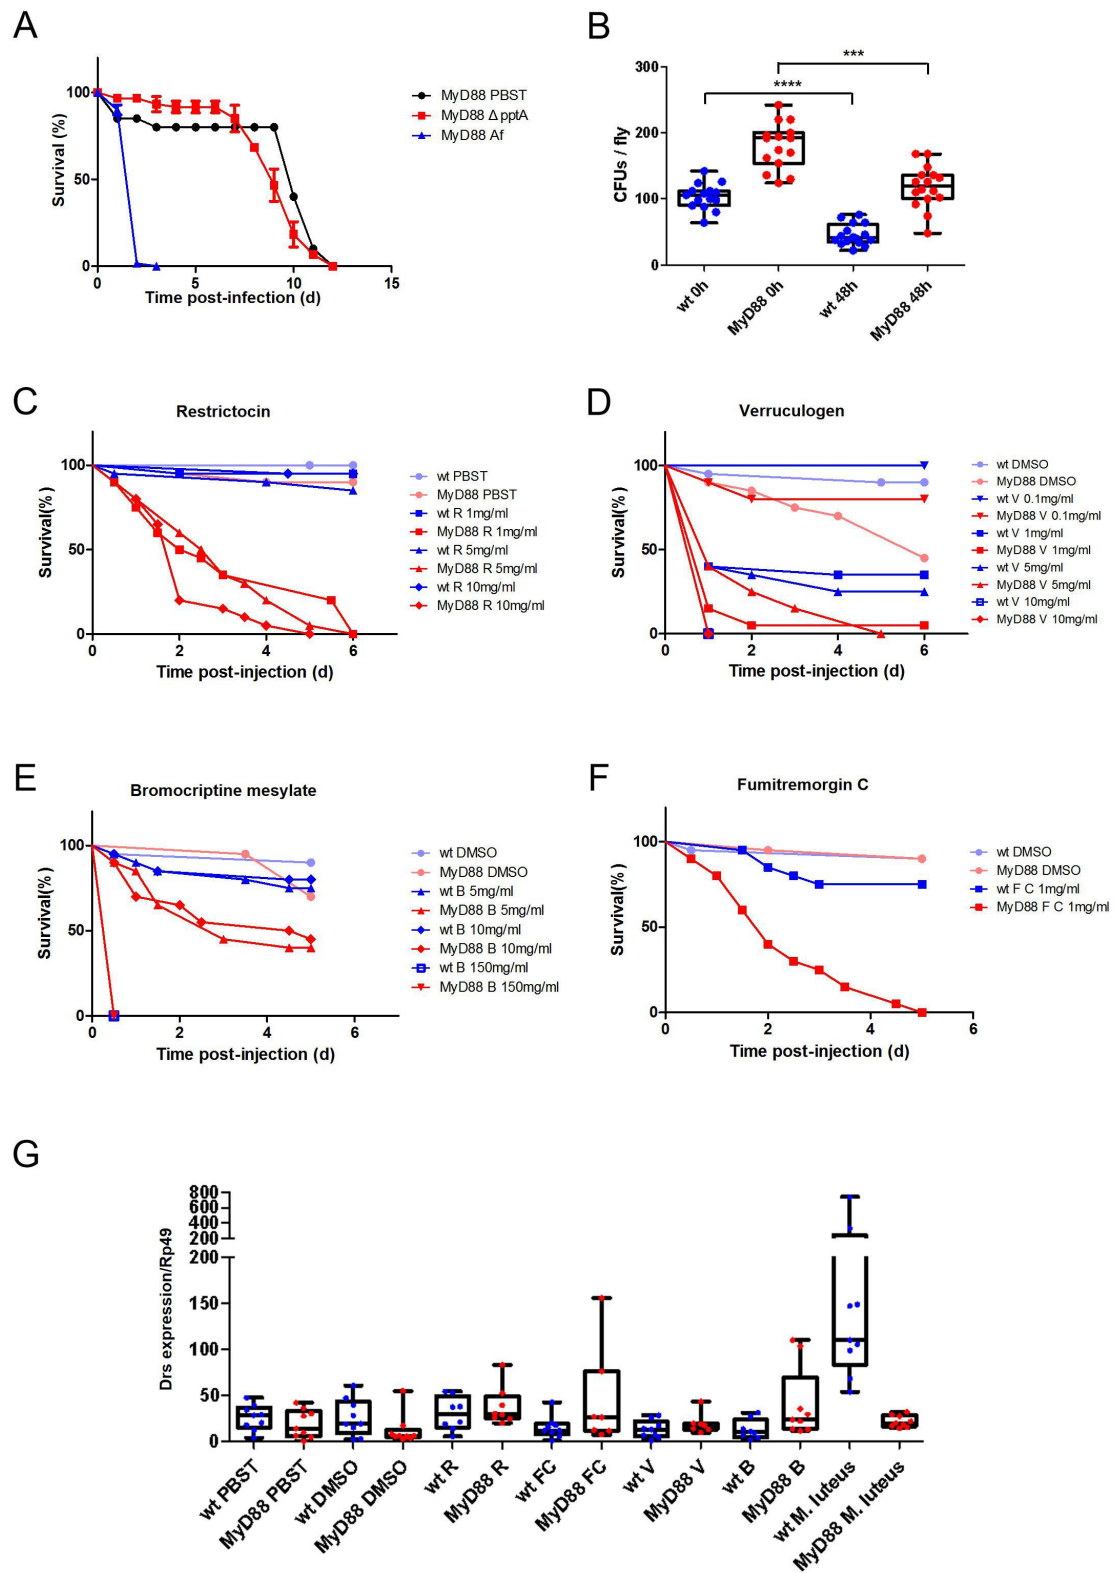 A
100
50
0
Survival (%)
0
5
10
15
Time post-infection (d)
MyD88 PBST
MyD88 Δ pptA
MyD88 Af
B
***
****
300
200
100
0
CFUs / fly
wt 0h
MyD88 0h
wt 48h
MyD88 48h
C
Restrictocin
100
50
0
Survival(% )
0
2
4
6
Time post-injection (d)
wt PBST
MyD88 PBST
wt R 1mg/ml
MyD88 R 1mg/ml
wt R 5mg/ml
MyD88 R 5mg/ml
wt R 10mg/ml
MyD88 R 10mg/ml
D
Verruculogen
100
50
0
Survival(% )
0
2
4
6
Time post-injection (d)
wt DMSO
MyD88 DMSO
wt V 0.1mg/ml
MyD88 V 0.1mg/ml
wt V 1mg/ml
MyD88 V 1mg/ml
wt V 5mg/ml
MyD88 V 5mg/ml
wt V 10mg/ml
MyD88 V 10mg/ml
E
Bromocriptine mesylate
100
50
0
Survival(% )
0
2
4
6
Time post-injection (d)
wt DMSO
MyD88 DMSO
wt B 5mg/ml
MyD88 B 5mg/ml
wt B 10mg/ml
MyD88 B 10mg/ml
wt B 150mg/ml
MyD88 B 150mg/ml
F
Fumitremorgin C
100
50
0
Survival(% )
0
2
4
6
Time post-injection (d)
wt DMSO
MyD88 DMSO
wt F C 1mg/ml
MyD88 F C 1mg/ml
G
800
600
400
200
200
150
100
50
0
Drs expression/Rp49
wt PBST
MyD88 PBST
wt DMSO
MyD88 DMSO
wt R
MyD88 R
wt FC
MyD88 FC
wt V
MyD88 V
wt B
MyD88 B
wt M. luteus
MyD88 M. luteus